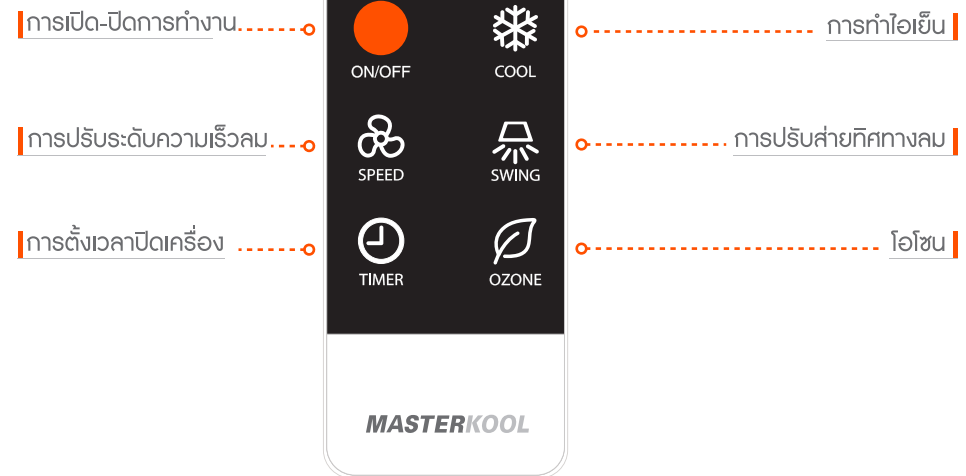 การเปิด-ปิดการทำงาน
ON/OFF
COOL
การทำไอเย็น
การปรับระดับความเร็วลม
SPEED
SWING
การปรับส่ายทิศทางลม
การตั้งเวลาปิดเครื่อง
TIMER
OZONE
โอโซน
MASTERKOOL